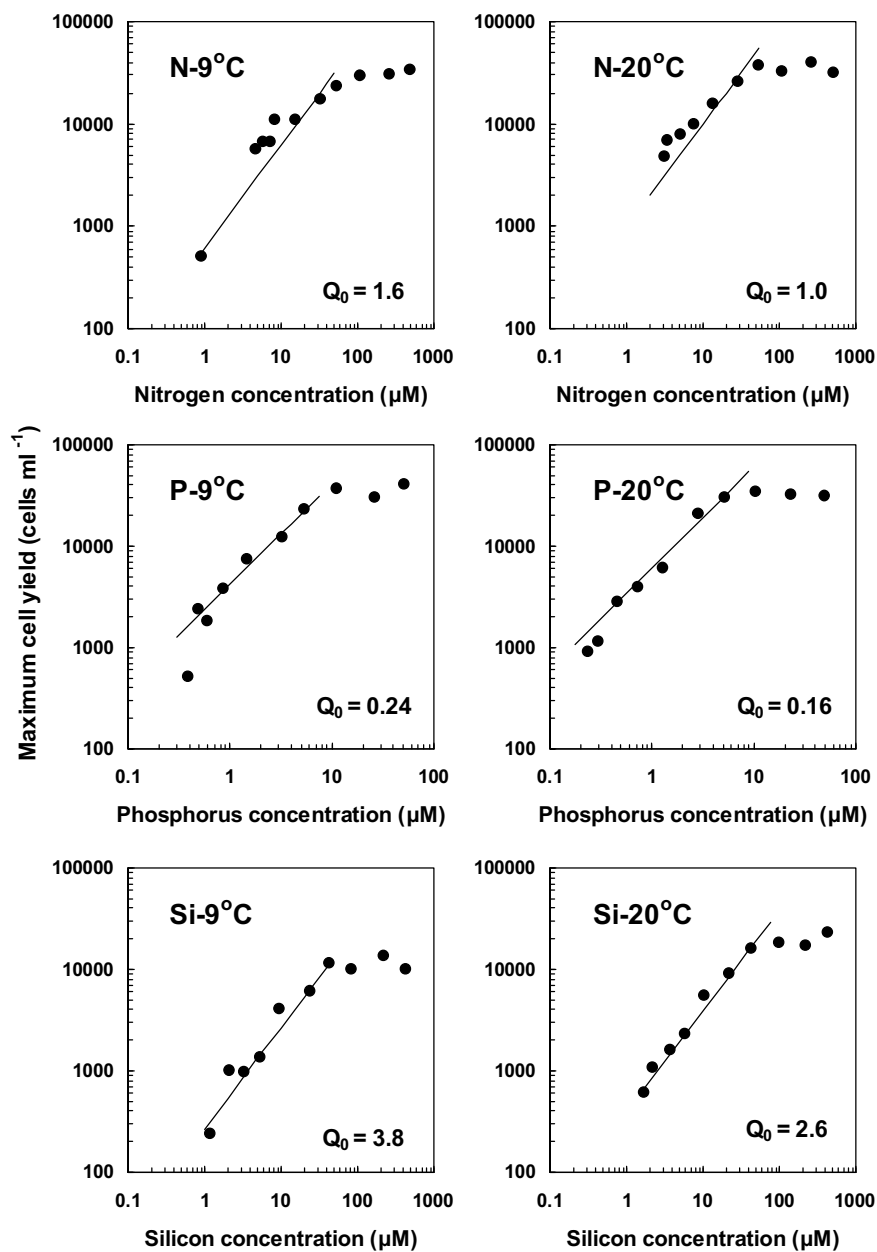 N-9°C
100000
10000
1000
100
0.1 1 10 100 1000
Q₀ = 1.6
Nitrogen concentration (µM)
N-20°C
100000
10000
1000
100
0.1 1 10 100 1000
Q₀ = 1.0
Nitrogen concentration (µM)
Maximum cell yield (cells ml⁻¹)
P-9°C
100000
10000
1000
100
0.1 1 10 100
Q₀ = 0.24
Phosphorus concentration (µM)
P-20°C
100000
10000
1000
100
0.1 1 10 100
Q₀ = 0.16
Phosphorus concentration (µM)
Si-9°C
100000
10000
1000
100
0.1 1 10 100 1000
Q₀ = 3.8
Silicon concentration (µM)
Si-20°C
100000
10000
1000
100
0.1 1 10 100 1000
Q₀ = 2.6
Silicon concentration (µM)